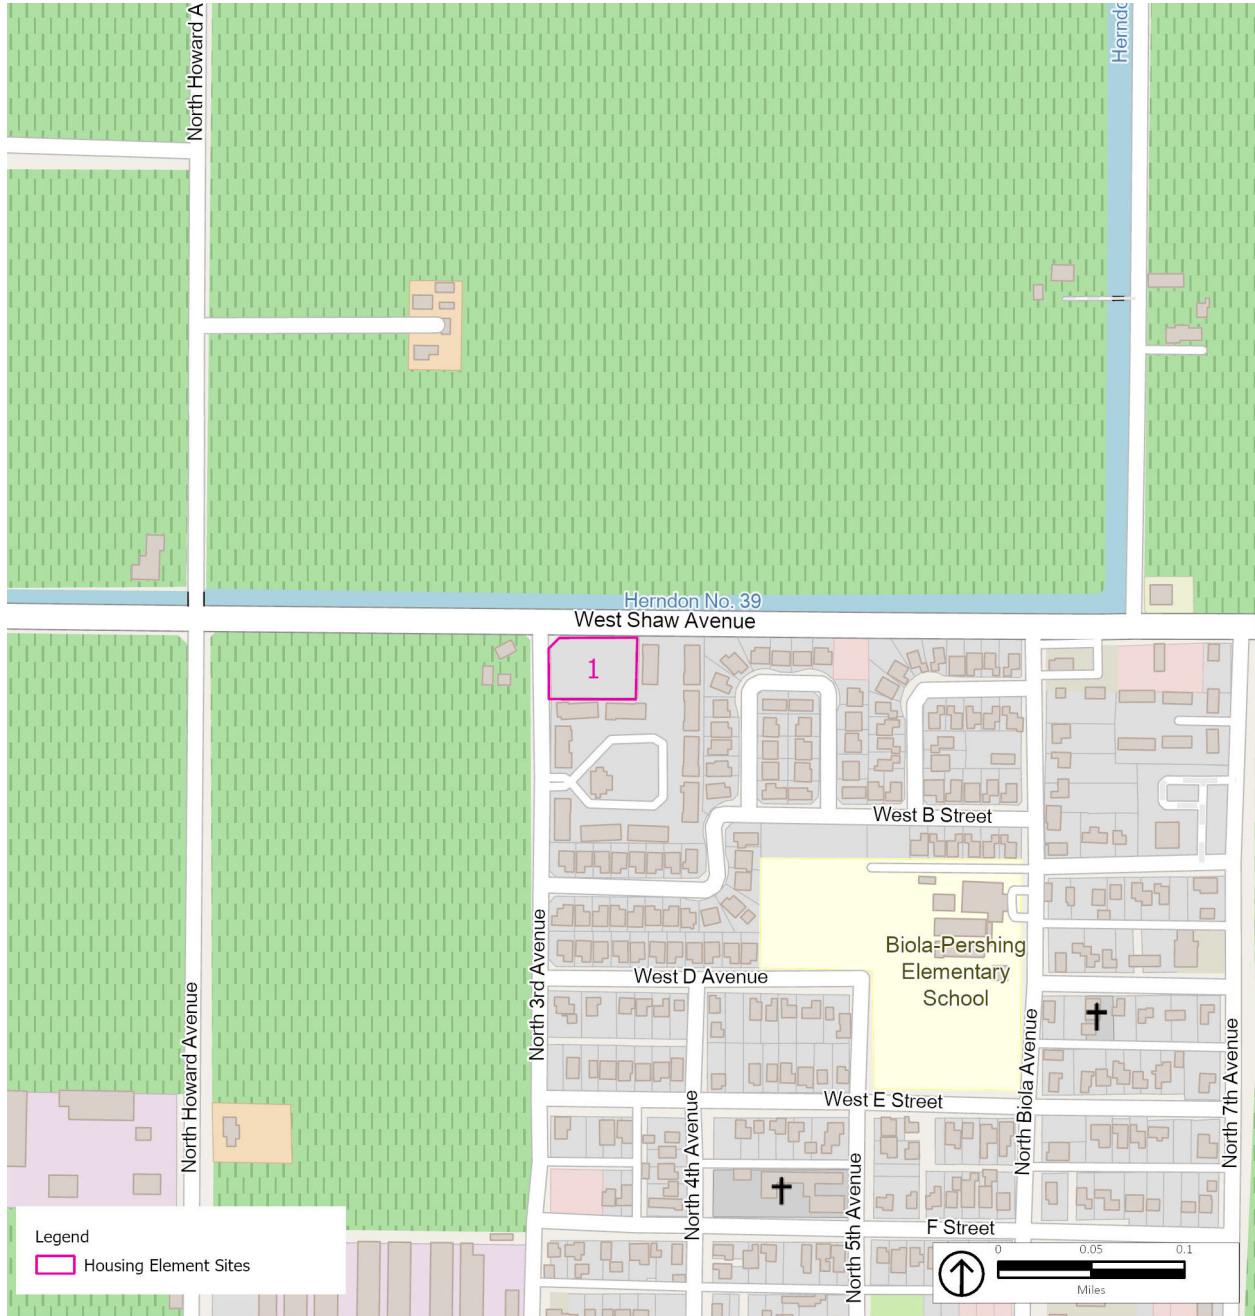 North Howard A
Herndo
Herndon No. 39
West Shaw Avenue
1
West B Street
Biola-Pershing
Elementary
School
West D Avenue
North 3rd Avenue
North Howard Avenue
North Biola Avenue
North 7th Avenue
West E Street
North 4th Avenue
North 5th Avenue
F Street
Legend
Housing Element Sites
0 0.05 0.1
Miles